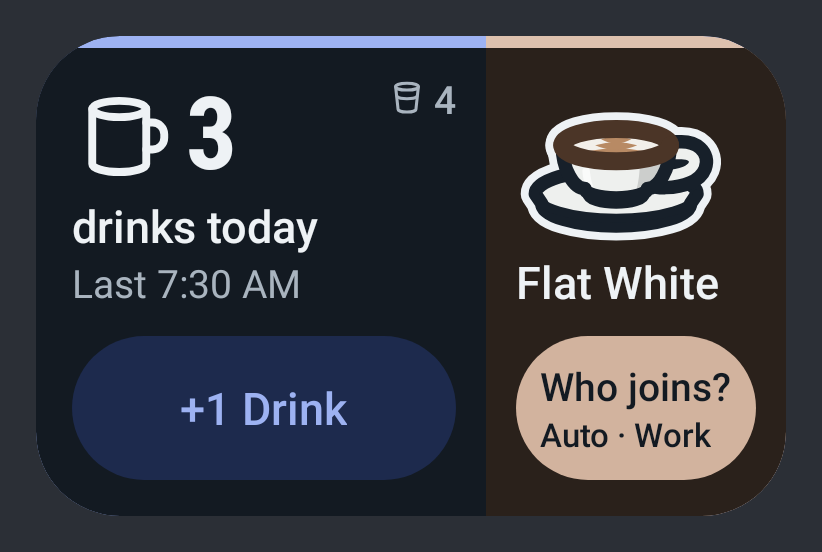 3
4
drinks today
Last 7:30 AM
+1 Drink
Flat White
Who joins?
Auto · Work